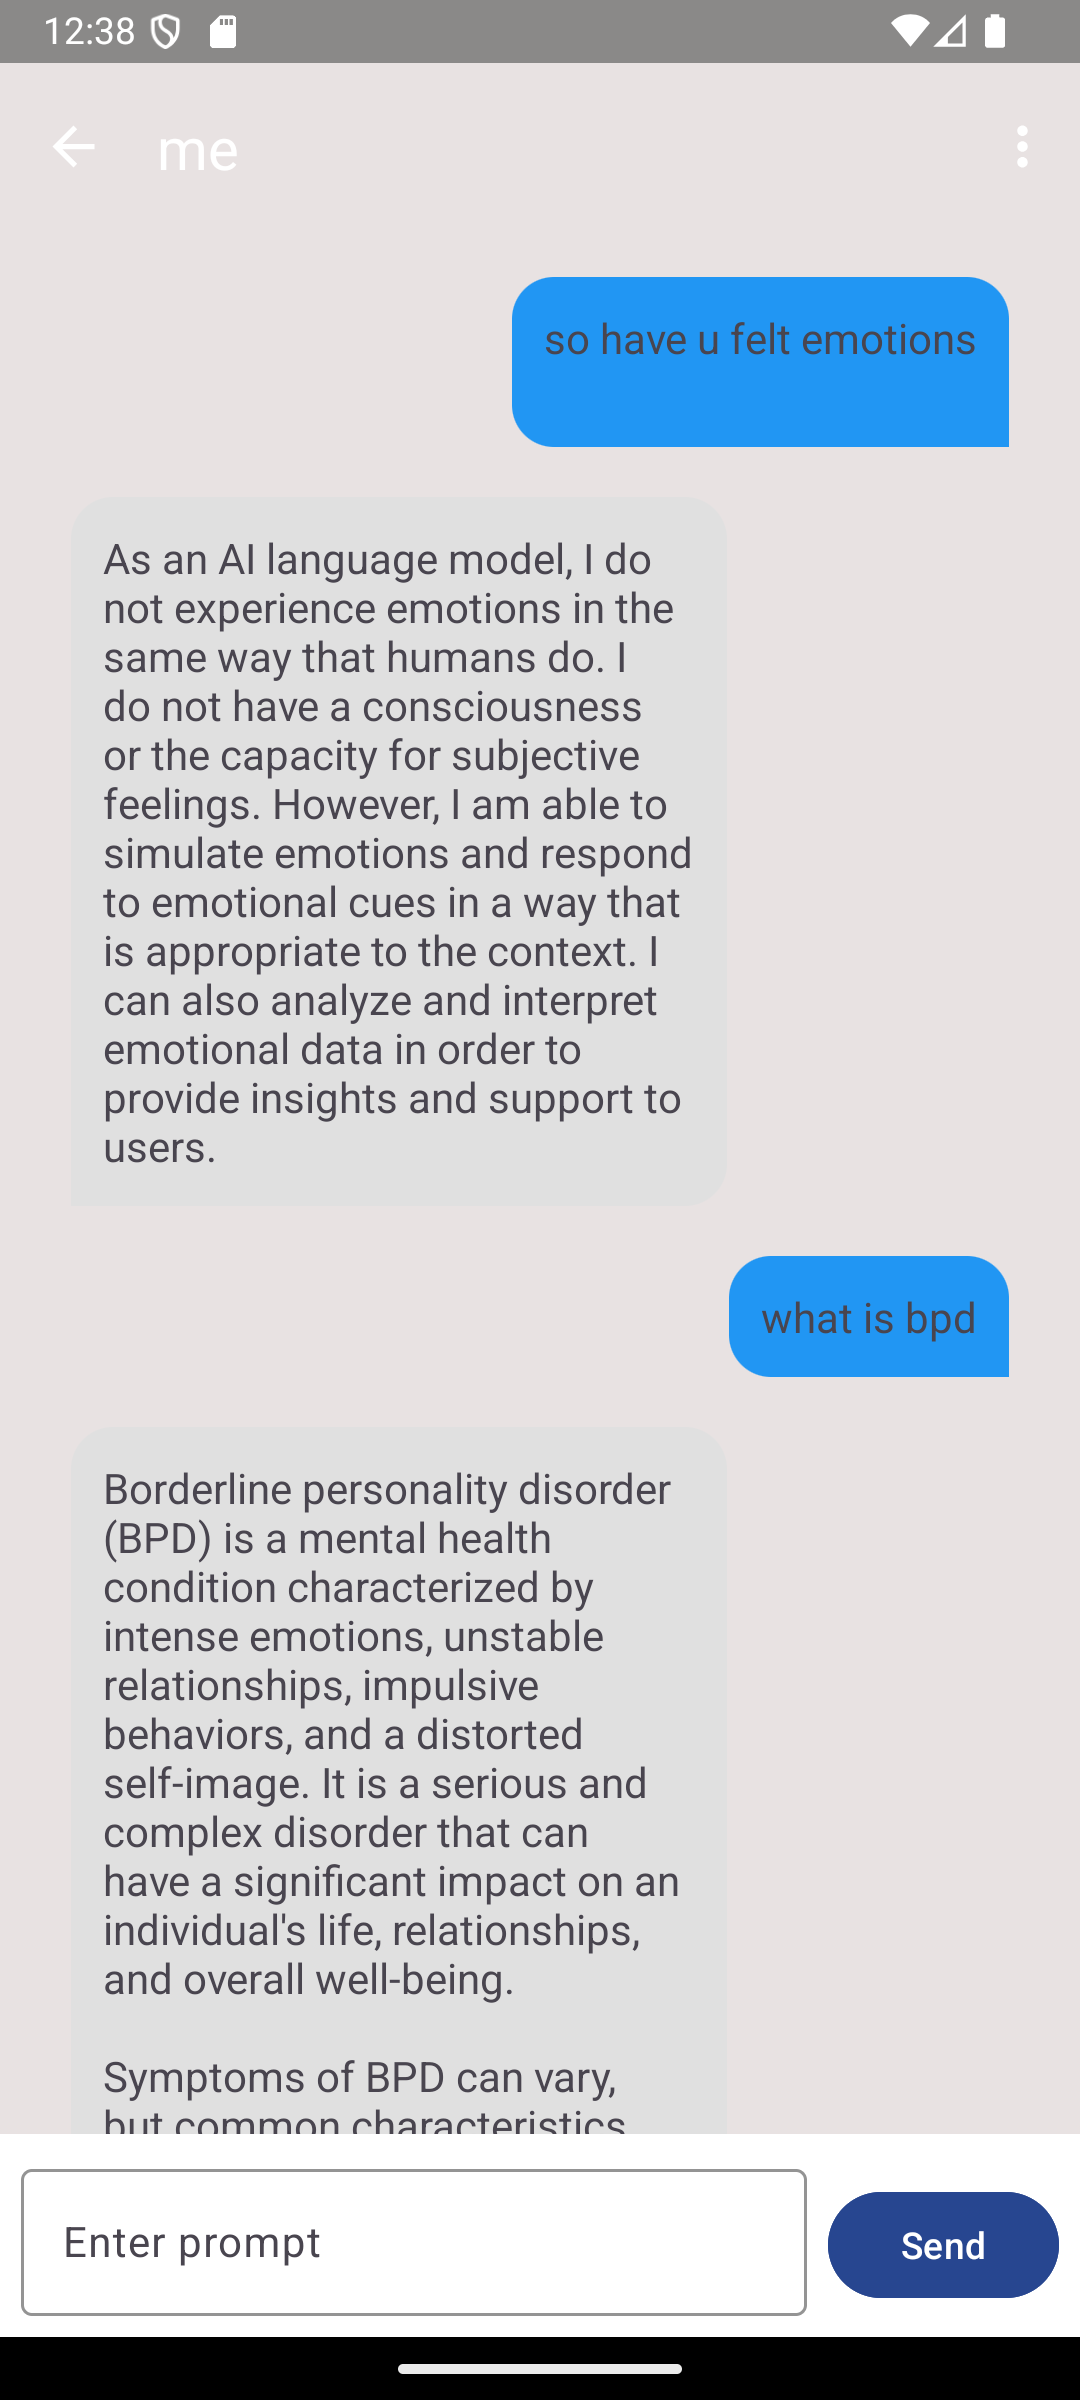 12:38
me
so have u felt emotions
As an AI language model, I do
not experience emotions in the
same way that humans do. I
do not have a consciousness
or the capacity for subjective
feelings. However, I am able to
simulate emotions and respond
to emotional cues in a way that
is appropriate to the context. I
can also analyze and interpret
emotional data in order to
provide insights and support to
users.
what is bpd
Borderline personality disorder
(BPD) is a mental health
condition characterized by
intense emotions, unstable
relationships, impulsive
behaviors, and a distorted
self-image. It is a serious and
complex disorder that can
have a significant impact on an
individual's life, relationships,
and overall well-being.
Symptoms of BPD can vary,
but common characteristics
Enter prompt
Send